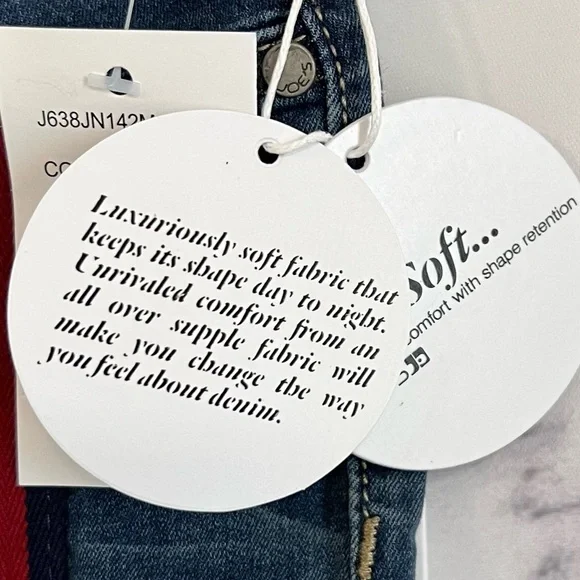 J638JN142M
CO
Luxuriously soft fabric that
keeps its shape day to night.
Unrivaled comfort from an
all over supple fabric will
make you change the way
you feel about denim.
Soft...
comfort with shape retention
JOE'S